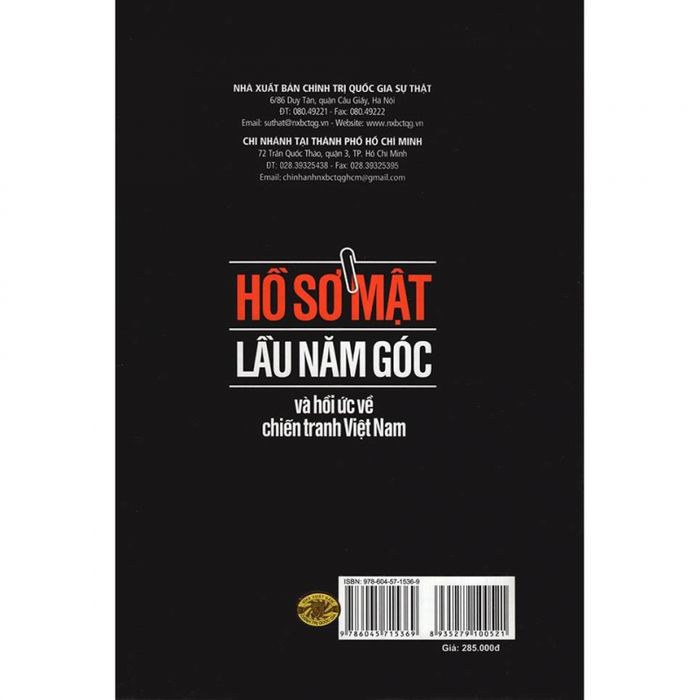 NHÀ XUẤT BẢN CHÍNH TRỊ QUỐC GIA SỰ THẬT
6/86 Duy Tân, quận Cầu Giấy, Hà Nội
ĐT: 080.49221 - Fax: 080.49222
Email: suthat@nxbctqg.vn - Website: www.nxbctqg.vn
CHI NHÁNH TẠI THÀNH PHỐ HỒ CHÍ MINH
72 Trần Quốc Thảo, quận 3, TP. Hồ Chí Minh
ĐT: 028.39325438 - Fax: 028.39325395
Email: chinhanhnxbctqghcm@gmail.com
HỒ SƠ MẬT
LẦU NĂM GÓC
và hồi ức về
chiến tranh Việt Nam
ISBN: 978-604-57-1536-9
9 786045 715369
8 935279 100521
Giá: 285.000đ